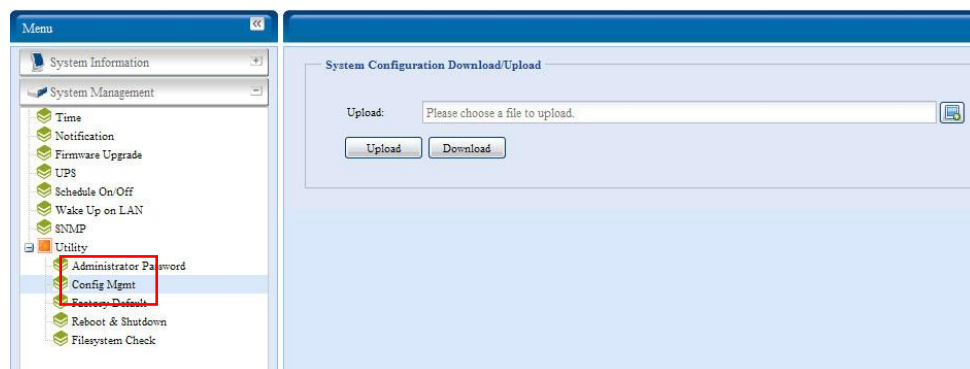 Menu
System Information
System Management
Time
Notification
Firmware Upgrade
UPS
Schedule On/Off
Wake Up on LAN
SNMP
Utility
Administrator Password
Config Mgmt
Factory Default
Reboot & Shutdown
Filesystem Check
System Configuration Download/Upload
Upload: Please choose a file to upload.
Upload Download